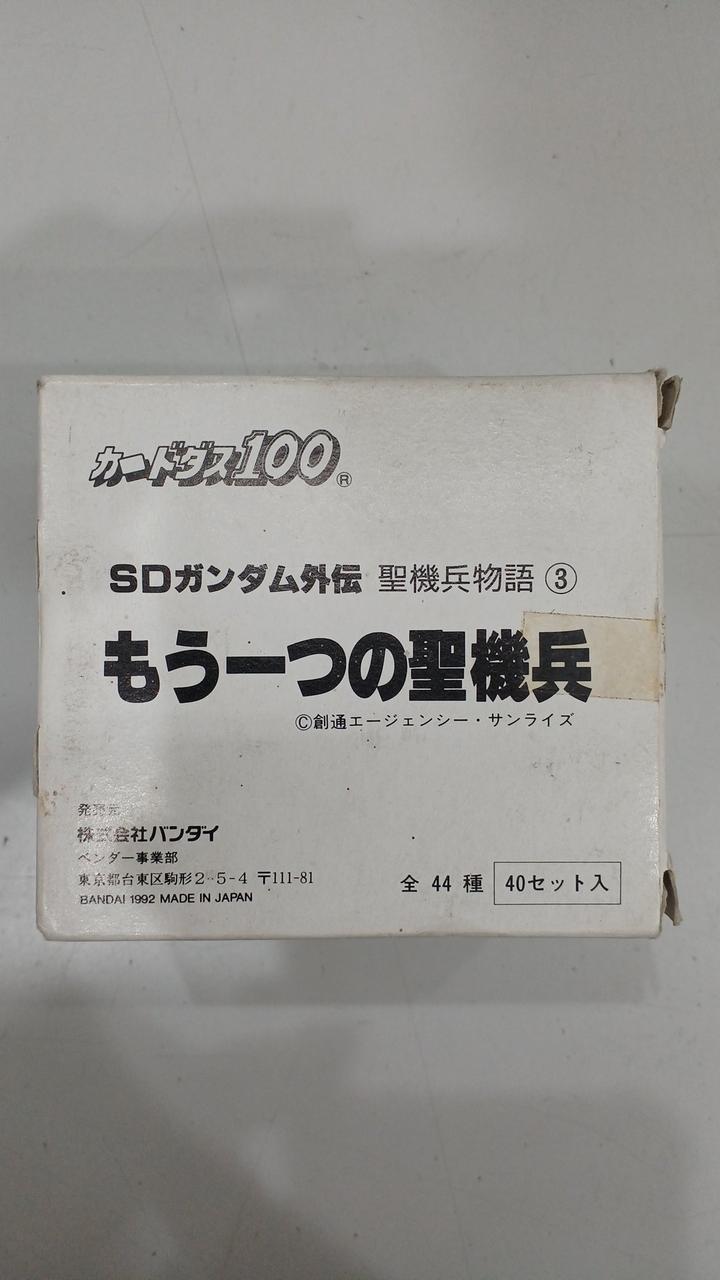 カードダス100®
SDガンダム外伝 聖機兵物語 ③
もう一つの聖機兵
©創通エージェンシー・サンライズ
発売元
株式会社バンダイ
ベンダー事業部
東京都台東区駒形2-5-4 〒111-81
BANDAI 1992 MADE IN JAPAN
全 44 種 40セット入